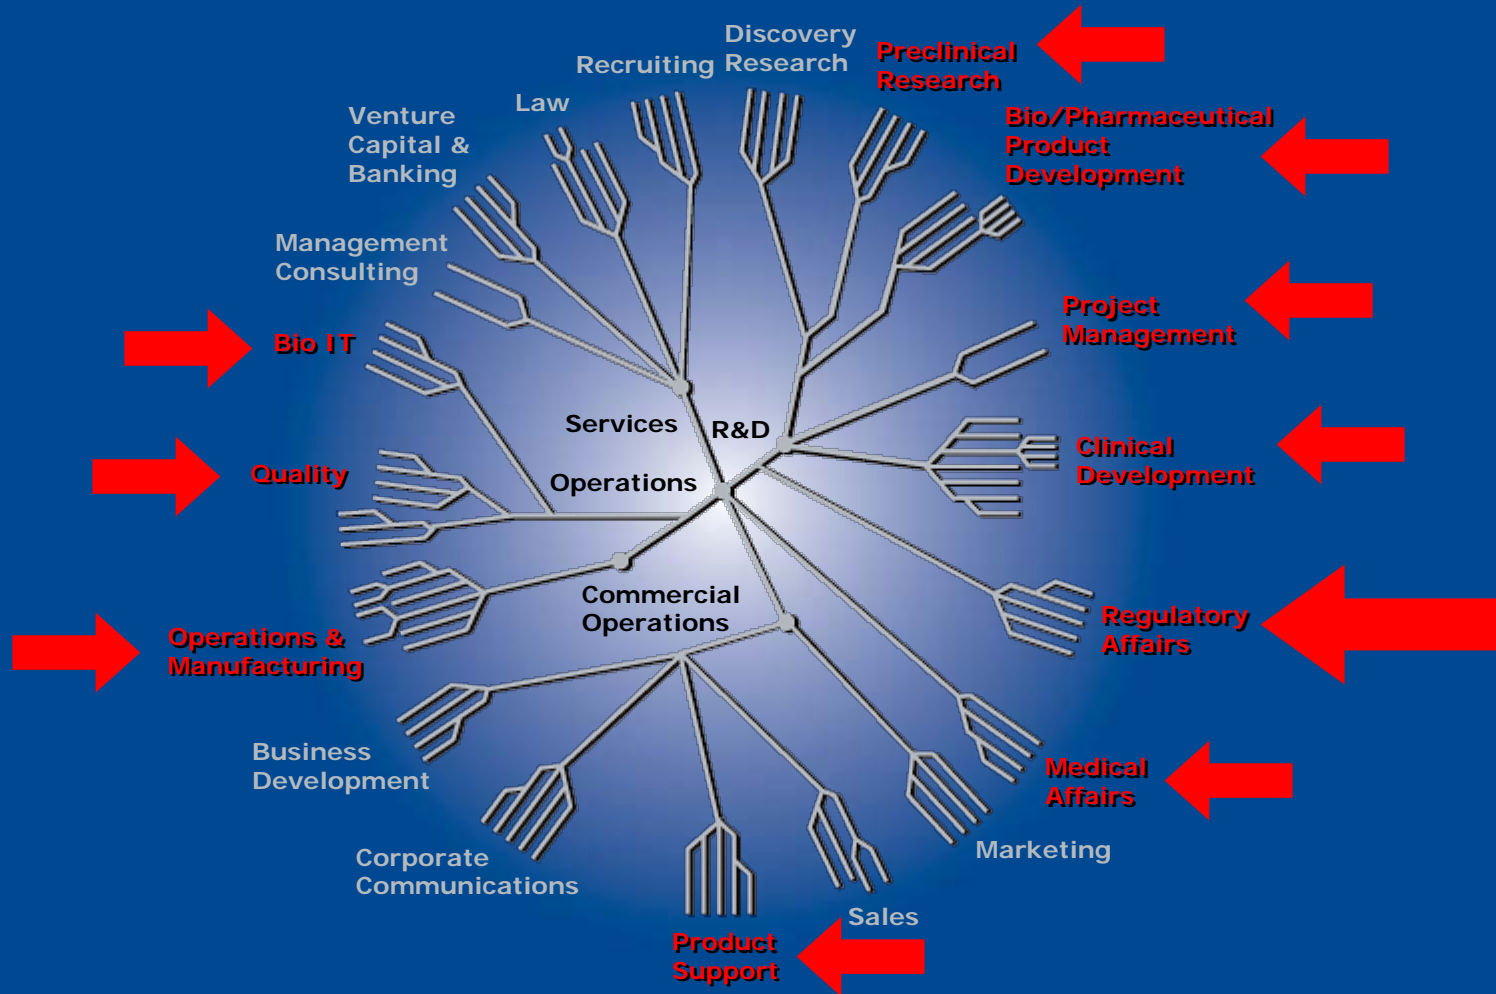 Discovery
Research
Recruiting
Preclinical
Research
Law
Venture
Capital &
Banking
Bio/Pharmaceutical
Product
Development
Management
Consulting
Project
Management
Bio IT
Services
R&D
Clinical
Development
Quality
Operations
Commercial
Operations
Regulatory
Affairs
Operations &
Manufacturing
Business
Development
Medical
Affairs
Marketing
Corporate
Communications
Sales
Product
Support